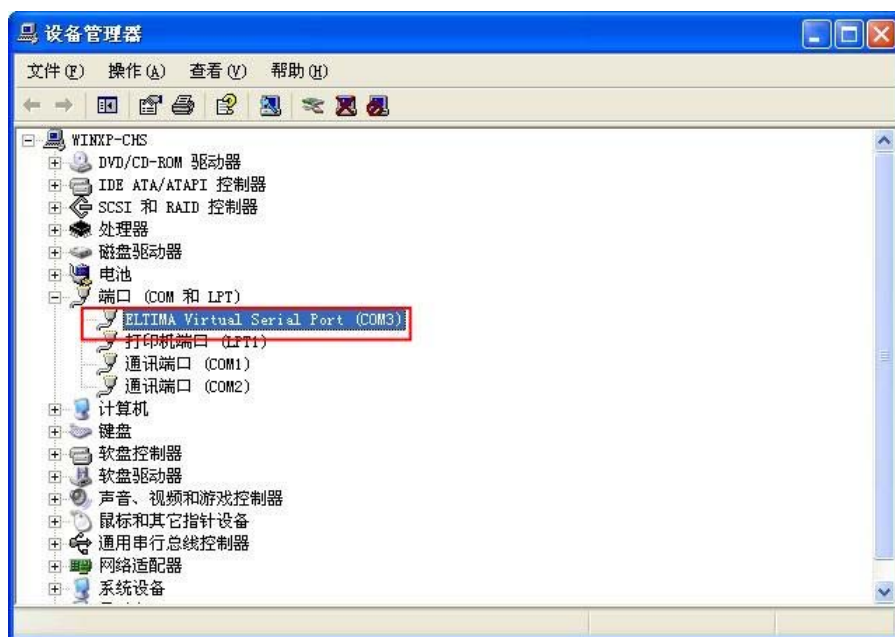 设备管理器
文件(F) 操作(A) 查看(V) 帮助(H)
WINXP-CHS
DVD/CD-ROM 驱动器
IDE ATA/ATAPI 控制器
SCSI 和 RAID 控制器
处理器
磁盘驱动器
电池
端口 (COM 和 LPT)
ELTIMA Virtual Serial Port (COM3)
打印机端口 (LPT1)
通讯端口 (COM1)
通讯端口 (COM2)
计算机
键盘
软盘控制器
软盘驱动器
声音、视频和游戏控制器
鼠标和其它指针设备
通用串行总线控制器
网络适配器
系统设备